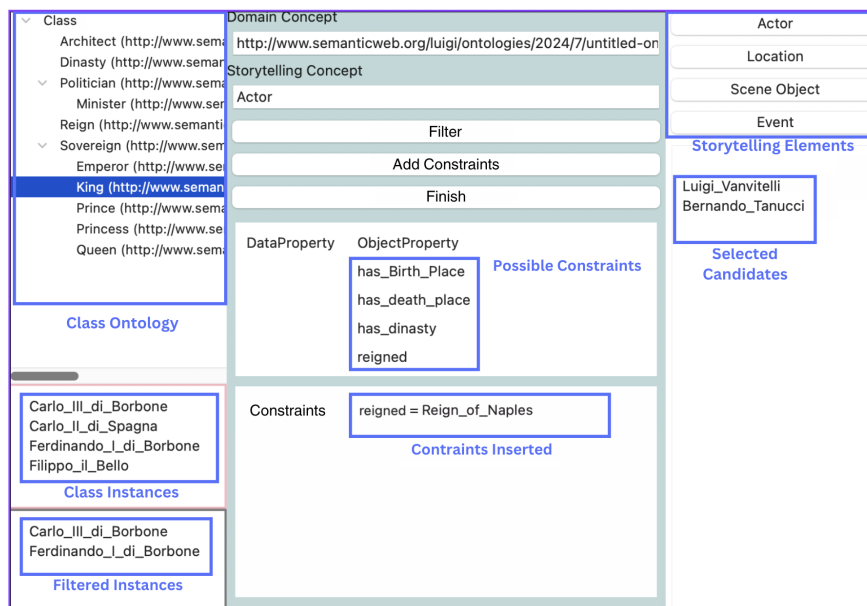 Class
Architect (http://www.sema
Dinasty (http://www.semar
Politician (http://www.sema
Minister (http://www.ser
Reign (http://www.semanti
Sovereign (http://www.sem
Emperor (http://www.se
King (http://www.seman
Prince (http://www.sema
Princess (http://www.sem
Queen (http://www.sema
Class Ontology
Carlo_III_di_Borbone
Carlo_II_di_Spagna
Ferdinando_I_di_Borbone
Filippo_il_Bello
Class Instances
Carlo_III_di_Borbone
Ferdinando_I_di_Borbone
Filtered Instances
Domain Concept
http://www.semanticweb.org/luigi/ontologies/2024/7/untitled-on
Storytelling Concept
Actor
Filter
Add Constraints
Finish
DataProperty ObjectProperty
has_Birth_Place
has_death_place
has_dinasty
reigned
Possible Constraints
Constraints reigned = Reign_of_Naples
Contraints Inserted
Actor
Location
Scene Object
Event
Storytelling Elements
Luigi_Vanvitelli
Bernando_Tanucci
Selected
Candidates